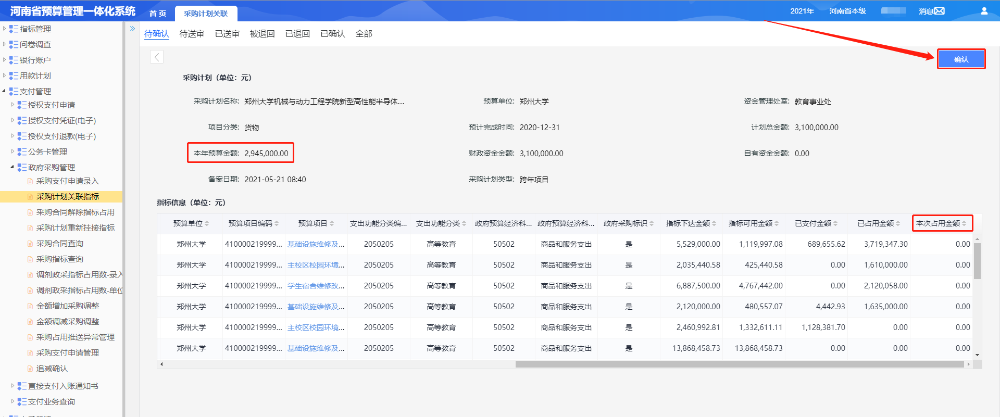 河南省预算管理一体化系统
首 页
采购计划关联
2021年
河南省本级
消息
指标管理
问卷调查
银行账户
用款计划
支付管理
授权支付申请
授权支付凭证(电子)
授权支付退款(电子)
公务卡管理
政府采购管理
采购支付申请录入
采购计划关联指标
采购合同解除指标占用
采购计划重新挂接指标
采购合同查询
采购指标查询
调剂政采指标占用数-录入
调剂政采指标占用数-单位
金额增加采购调整
金额调减采购调整
采购占用推送异常管理
采购支付申请管理
追减确认
直接支付入账通知书
支付业务查询
待确认 待送审 已送审 被退回 已退回 已确认 全部
确认
采购计划（单位：元）
采购计划名称: 郑州大学机械与动力工程学院新型高性能半导体... 预算单位: 郑州大学 资金管理处室: 教育事业处
项目分类: 货物 预计完成时间: 2020-12-31 计划总金额: 3,100,000.00
本年预算金额: 2,945,000.00 财政资金金额: 3,100,000.00 自有资金金额: 0.00
备案日期: 2021-05-21 08:40 采购计划类型: 跨年项目
指标信息（单位：元）
预算单位 预算项目编码 预算项目 支出功能分类编... 支出功能分类 政府预算经济科... 政府预算经济科... 政府采购标识 指标下达金额 指标可用金额 已支付金额 已占用金额 本次占用金额
郑州大学 410000219999... 基础设施维修及... 2050205 高等教育 50502 商品和服务支出 是 5,529,000.00 1,119,997.08 689,655.62 3,719,347.30 0.00
郑州大学 410000219999... 主校区校园环境... 2050205 高等教育 50502 商品和服务支出 是 2,035,440.58 425,440.58 0.00 1,610,000.00 0.00
郑州大学 410000219999... 学生宿舍维修改... 2050205 高等教育 50502 商品和服务支出 是 6,887,500.00 4,767,442.00 0.00 2,120,058.00 0.00
郑州大学 410000219999... 基础设施维修及... 2050205 高等教育 50502 商品和服务支出 是 2,120,000.00 480,557.07 4,442.93 1,635,000.00 0.00
郑州大学 410000219999... 主校区校园环境... 2050205 高等教育 50502 商品和服务支出 是 2,460,992.81 1,332,611.11 1,128,381.70 0.00 0.00
郑州大学 410000219999... 基础设施维修及... 2050205 高等教育 50502 商品和服务支出 是 13,868,458.73 13,868,458.73 0.00 0.00 0.00